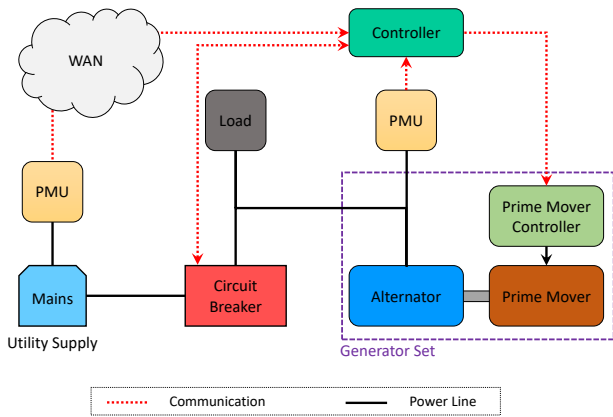 WAN
Controller
Load
PMU
PMU
Prime Mover
Controller
Mains
Circuit
Breaker
Alternator
Prime Mover
Utility Supply
Generator Set
Communication
Power Line